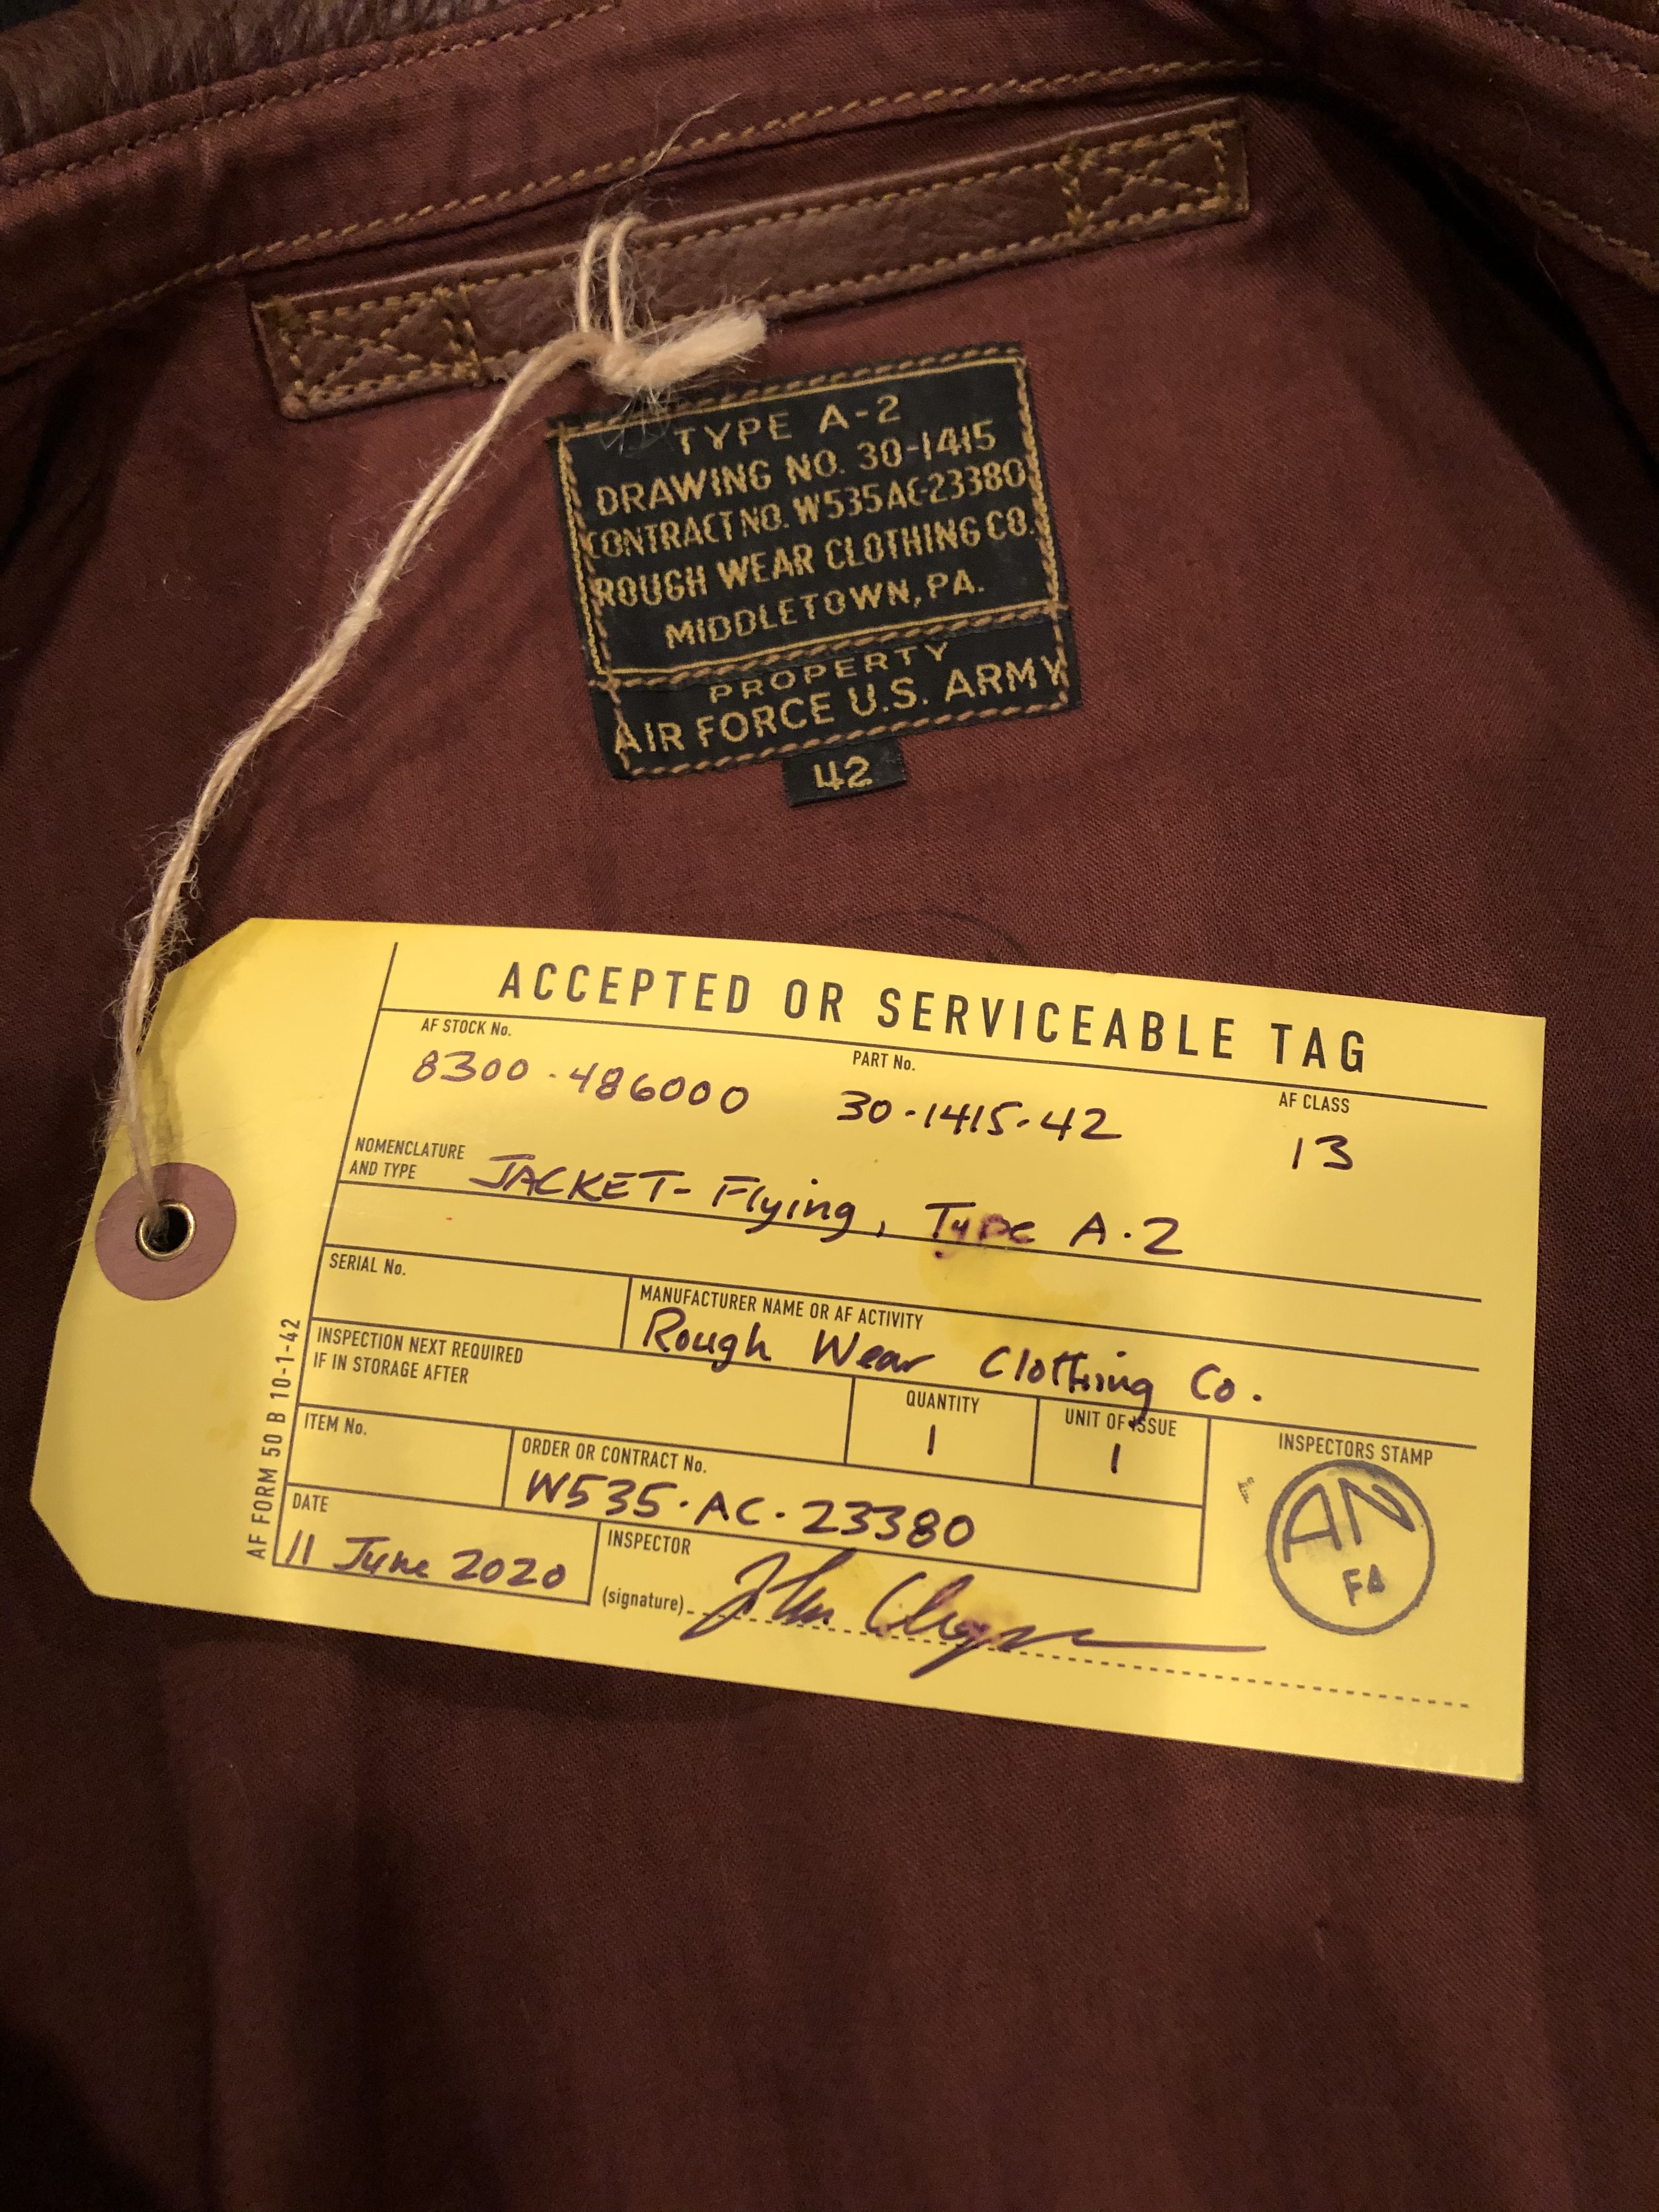 TYPE A-2
DRAWING NO. 30-1415
CONTRACT NO. W535AC-23380
ROUGH WEAR CLOTHING CO.
MIDDLETOWN, PA.
PROPERTY
AIR FORCE U.S. ARMY
42
ACCEPTED OR SERVICEABLE TAG
AF STOCK No.
8300-486000
PART No.
30-1415-42
AF CLASS
13
NOMENCLATURE
AND TYPE
JACKET- Flying, Type A-2
SERIAL No.
MANUFACTURER NAME OR AF ACTIVITY
Rough Wear Clothing Co.
INSPECTION NEXT REQUIRED
IF IN STORAGE AFTER
QUANTITY
1
UNIT OF ISSUE
1
INSPECTORS STAMP
AN
ITEM No.
ORDER OR CONTRACT No.
W535-AC-23380
DATE
11 June 2020
INSPECTOR
(signature)
John
AF FORM 50 B 10-1-42